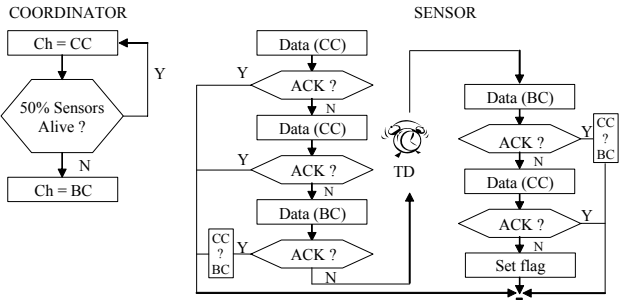 COORDINATOR
Ch = CC
Y
50% Sensors
Alive ?
N
Ch = BC
SENSOR
Data (CC)
Y
ACK ?
N
Data (CC)
Y
ACK ?
N
Data (BC)
CC
?
BC
Y
ACK ?
N
TD
Data (BC)
ACK ?
Y
CC
?
BC
N
Data (CC)
ACK ?
Y
N
Set flag